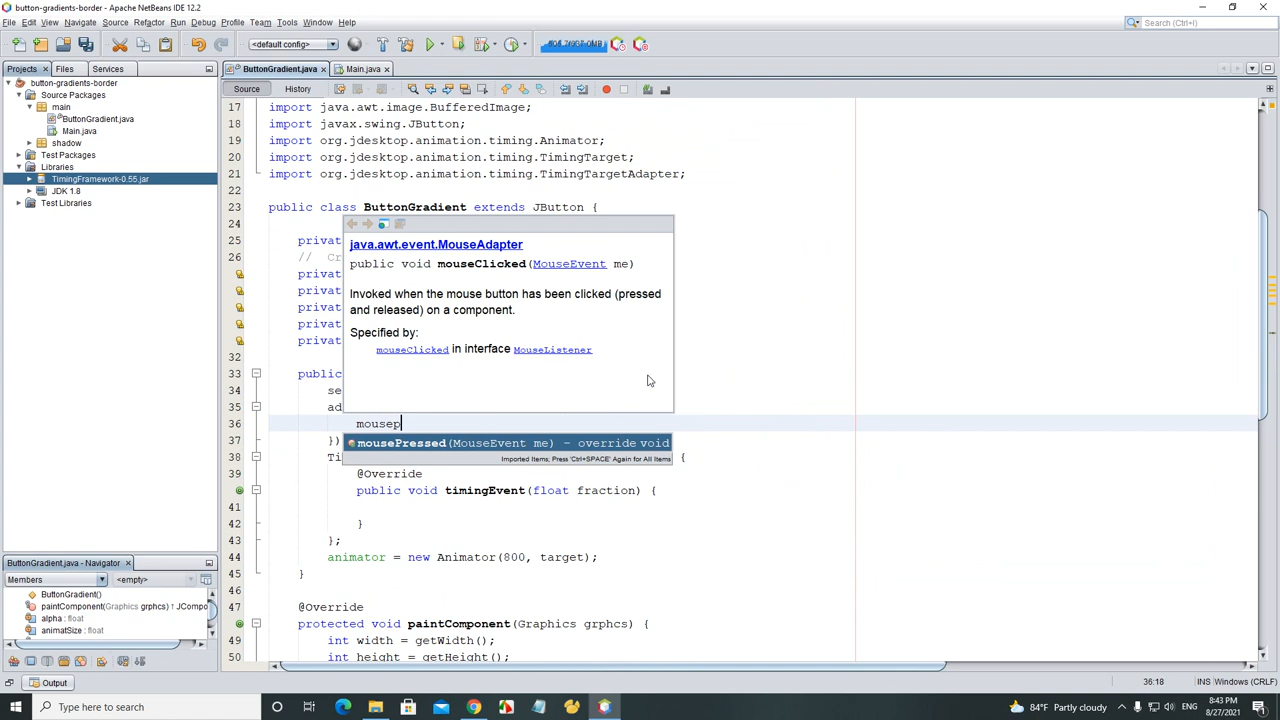 button-gradients-border - Apache NetBeans IDE 12.2
File Edit View Navigate Source Refactor Run Debug Profile Team Tools Window Help
Search (Ctrl+I)
<default config>
Projects Files Services
ButtonGradient.java Main.java
button-gradients-border
Source Packages
main
ButtonGradient.java
Main.java
shadow
Test Packages
Libraries
TimingFramework-0.55.jar
JDK 1.8
Test Libraries
Source History
17 import java.awt.image.BufferedImage;
18 import javax.swing.JButton;
19 import org.jdesktop.animation.timing.Animator;
20 import org.jdesktop.animation.timing.TimingTarget;
21 import org.jdesktop.animation.timing.TimingTargetAdapter;
22
23 public class ButtonGradient extends JButton {
24
25 privat
26 // Cr
privat
privat
privat
privat
privat
32
33 public
34 se
35 ad
36 mousep
37 })
38 Ti {
39 @Override
public void timingEvent(float fraction) {
41
42 }
43 };
44 animator = new Animator(800, target);
45 }
46
47 @Override
protected void paintComponent(Graphics grphcs) {
49 int width = getWidth();
50 int height = getHeight();
java.awt.event.MouseAdapter
public void mouseClicked(MouseEvent me)
Invoked when the mouse button has been clicked (pressed
and released) on a component.
Specified by:
mouseClicked in interface MouseListener
mousePressed(MouseEvent me) - override void
Imported Items; Press 'Ctrl+SPACE' Again for All Items
ButtonGradient.java - Navigator
Members <empty>
ButtonGradient()
paintComponent(Graphics grphcs) ↑ JCompo
alpha : float
animatSize : float
Output
36:18 INS Windows (CRLF)
Type here to search
84°F Partly cloudy ENG 8:43 PM
8/27/2021